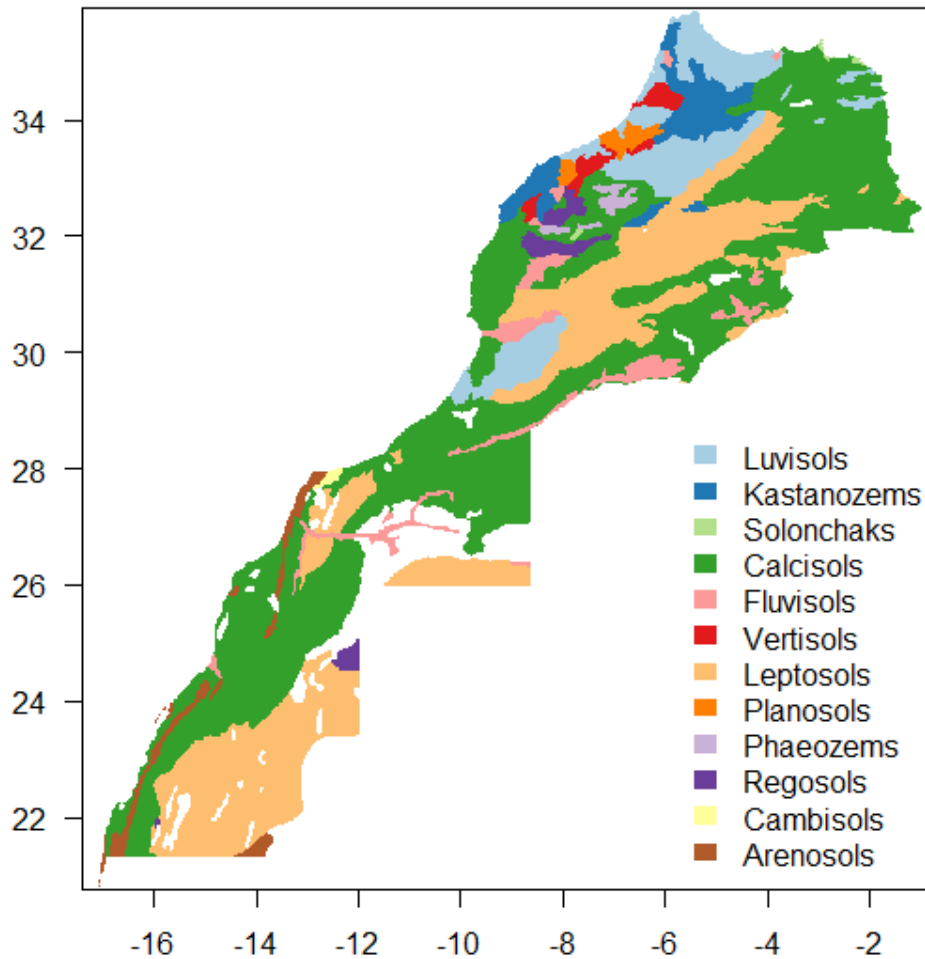 34
32
30
28
26
24
22
Luvisols
Kastanozems
Solonchaks
Calcisols
Fluvisols
Vertisols
Leptosols
Planosols
Phaeozems
Regosols
Cambisols
Arenosols
-16 -14 -12 -10 -8 -6 -4 -2